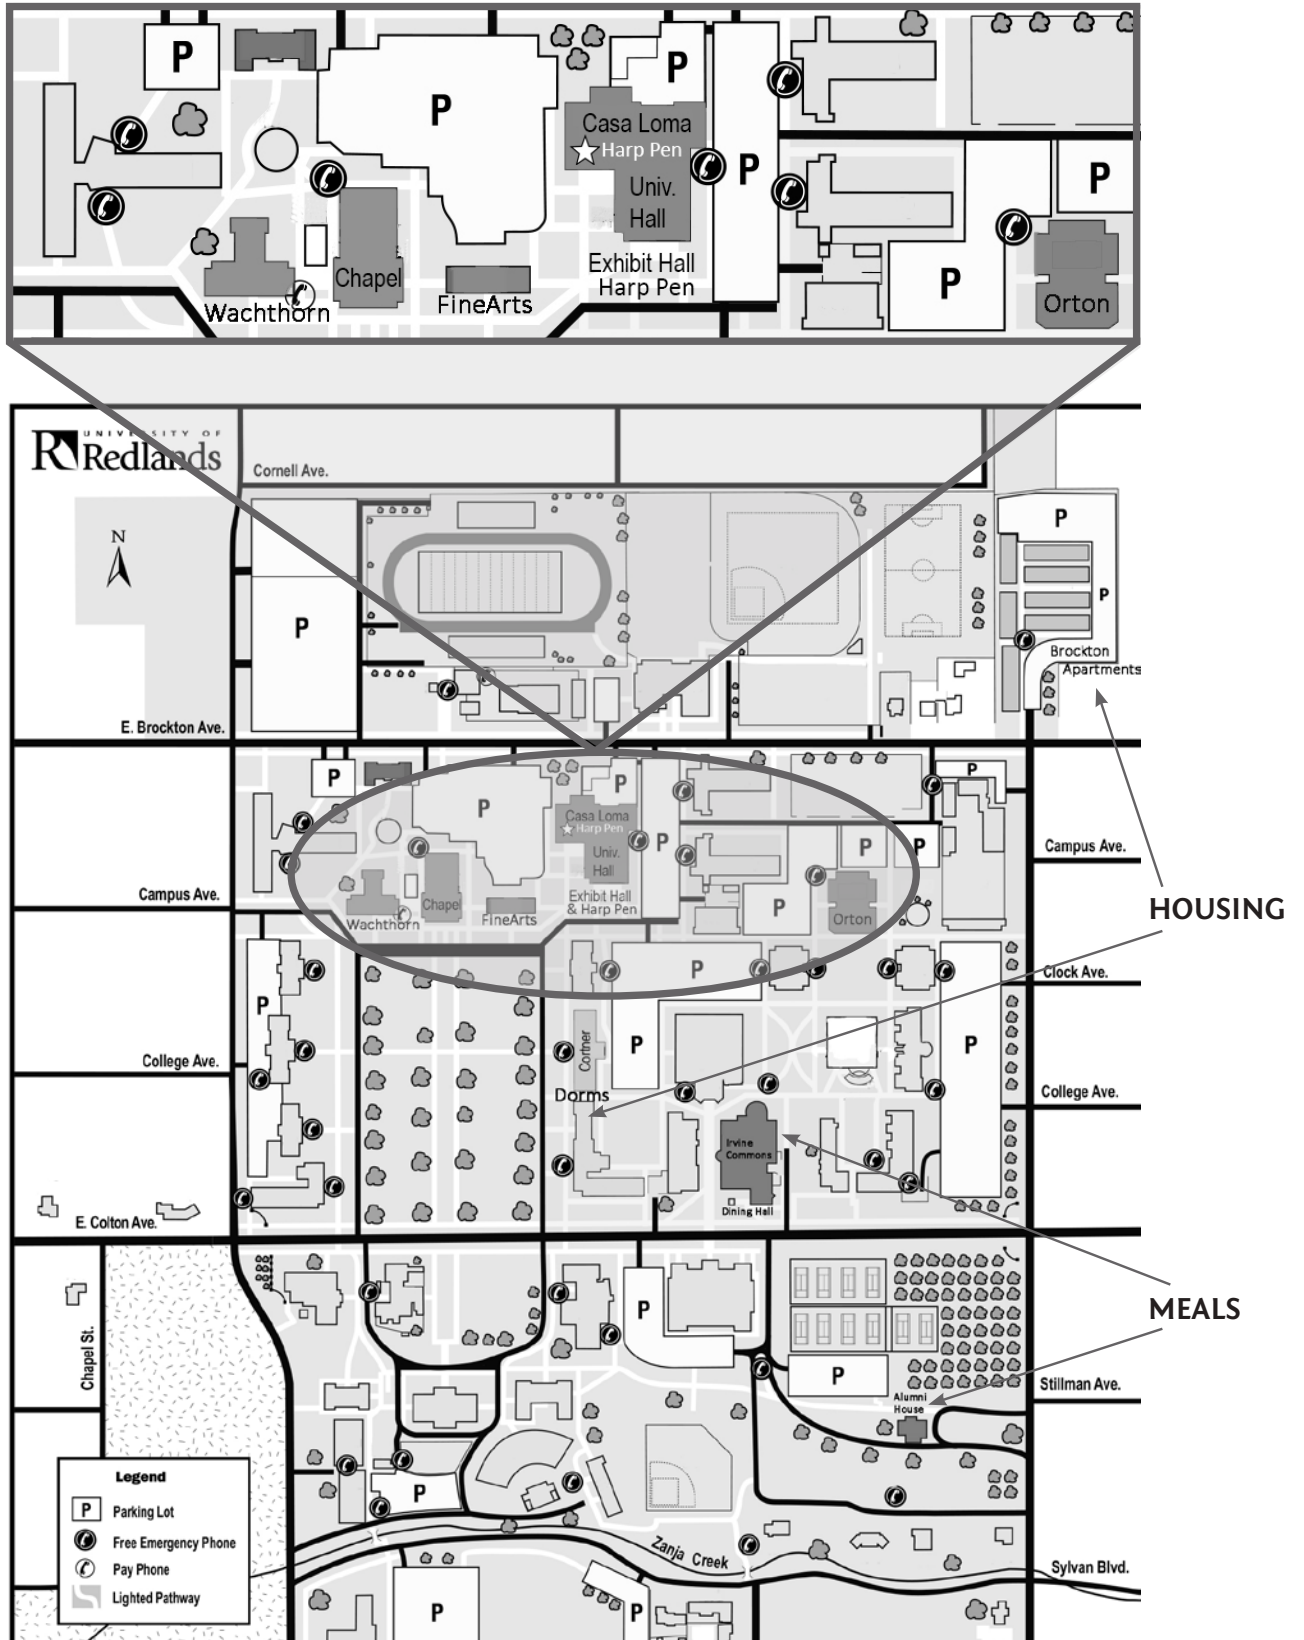 P
P
P
P
P
P
Casa Loma
Harp Pen
Univ.
Hall
Exhibit Hall
Harp Pen
Chapel
FineArts
Wachthorn
Orton
UNIVERSITY OF
Redlands
Cornell Ave.
N
P
P
P
Brockton
Apartments
E. Brockton Ave.
P
P
P
P
P
Casa Loma
Harp Pen
Univ.
Hall
P
P
Campus Ave.
Campus Ave.
Exhibit Hall
& Harp Pen
Chapel
FineArts
Wachthorn
P
Orton
HOUSING
P
Clock Ave.
P
Cortner
P
P
College Ave.
College Ave.
Dorms
Irvine
Commons
Dining Hall
E. Colton Ave.
MEALS
P
Chapel St.
P
Stillman Ave.
Alumni
House
P
Legend
P Parking Lot
Free Emergency Phone
Pay Phone
Lighted Pathway
Zanja Creek
Sylvan Blvd.
P
P